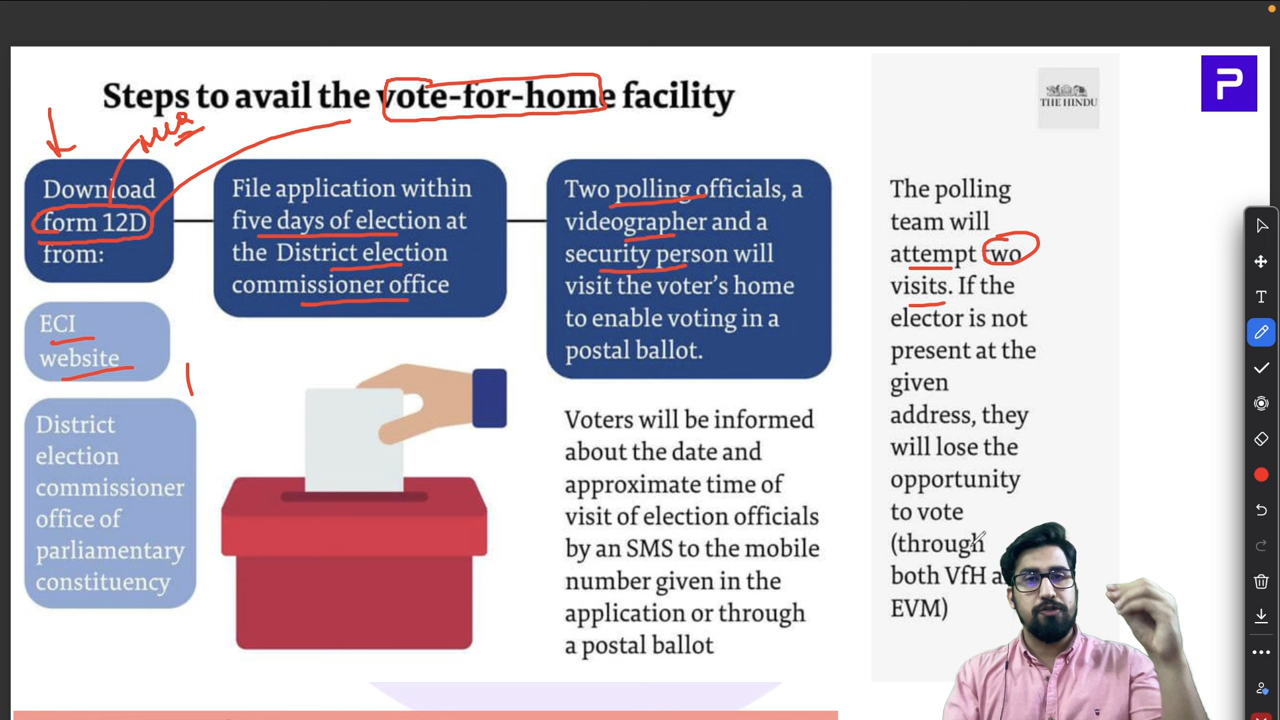 Steps to avail the vote-for-home facility
THE HINDU
P
Download
form 12D
from:
ECI
website
District
election
commissioner
office of
parliamentary
constituency
File application within
five days of election at
the District election
commissioner office
Two polling officials, a
videographer and a
security person will
visit the voter's home
to enable voting in a
postal ballot.
Voters will be informed
about the date and
approximate time of
visit of election officials
by an SMS to the mobile
number given in the
application or through
a postal ballot
The polling
team will
attempt two
visits. If the
elector is not
present at the
given
address, they
will lose the
opportunity
to vote
(through
both VfH
EVM)
T